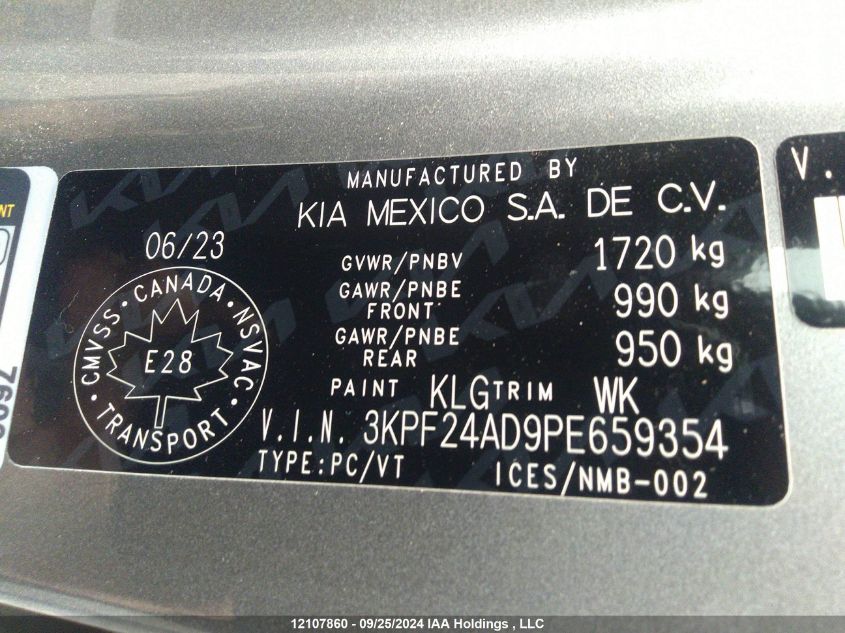 MANUFACTURED BY
KIA MEXICO S.A. DE C.V.
06/23
GVWR/PNBV 1720 kg
GAWR/PNBE FRONT 990 kg
GAWR/PNBE REAR 950 kg
PAINT KLG TRIM WK
V.I.N. 3KPF24AD9PE659354
TYPE:PC/VT ICES/NMB-002
CMVSS • CANADA • NSVAC • TRANSPORT •
E28
V.
12107860 - 09/25/2024 IAA Holdings , LLC